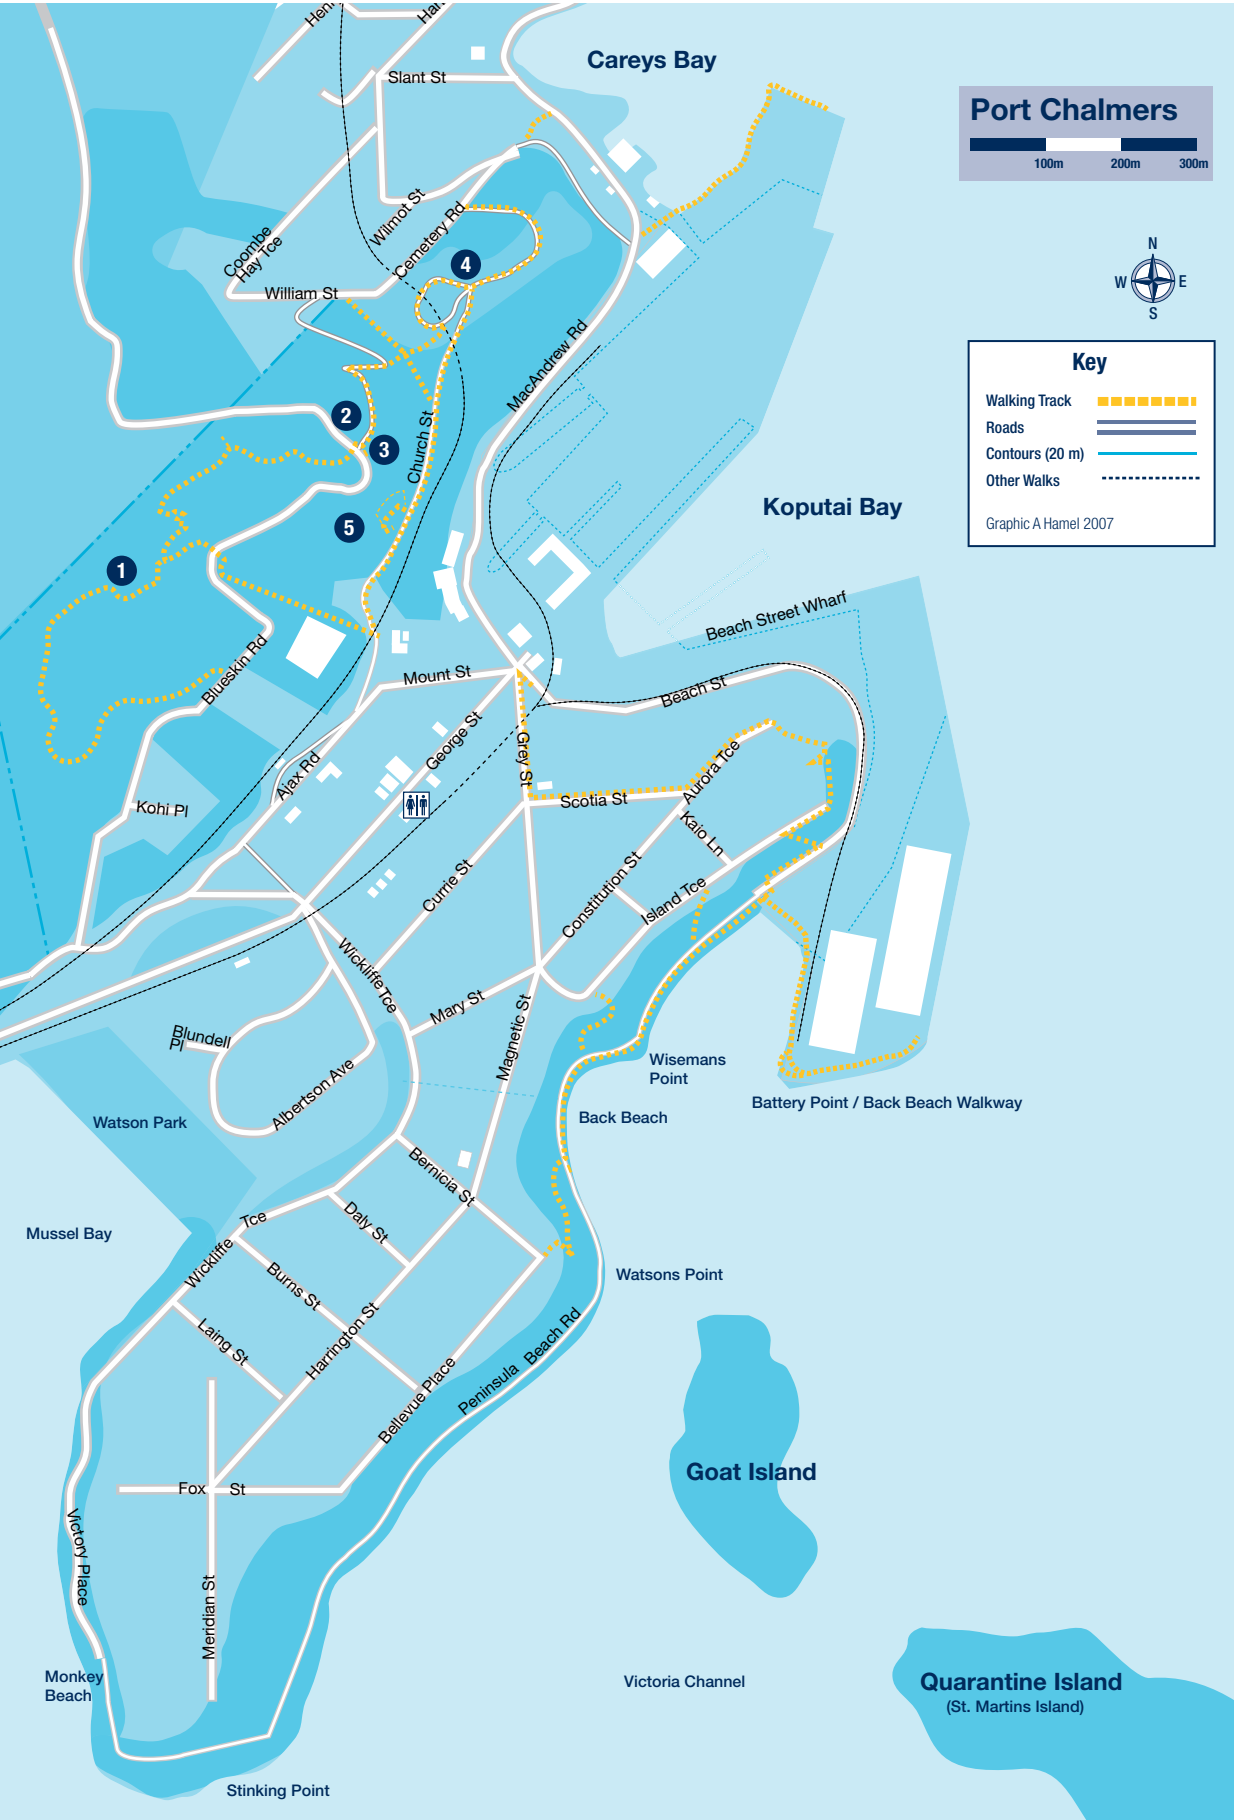 Careys Bay
Slant St
Port Chalmers
100m 200m 300m
Wilmot St
Cemetery Rd
Coombe
Hay Tce
4
William St
N
W E
S
MacAndrew Rd
Key
Walking Track
Roads
Contours (20 m)
Other Walks
Graphic A Hamel 2007
2
3
Church St
Koputai Bay
5
1
Beach Street Wharf
Blueskin Rd
Mount St
Beach St
George St
Grey St
Aurora Tce
Ajax Rd
Scotia St
Kohi Pl
Kaio Ln
Currie St
Constitution St
Island Tce
Wickliffe Tce
Mary St
Magnetic St
Blundell
Pl
Albertson Ave
Wisemans
Point
Battery Point / Back Beach Walkway
Watson Park
Back Beach
Bernicia St
Mussel Bay
Wickliffe Tce
Daly St
Burns St
Watsons Point
Laing St
Harrington St
Bellevue Place
Peninsula Beach Rd
Goat Island
Fox St
Victory Place
Meridian St
Monkey
Beach
Victoria Channel
Quarantine Island
(St. Martins Island)
Stinking Point